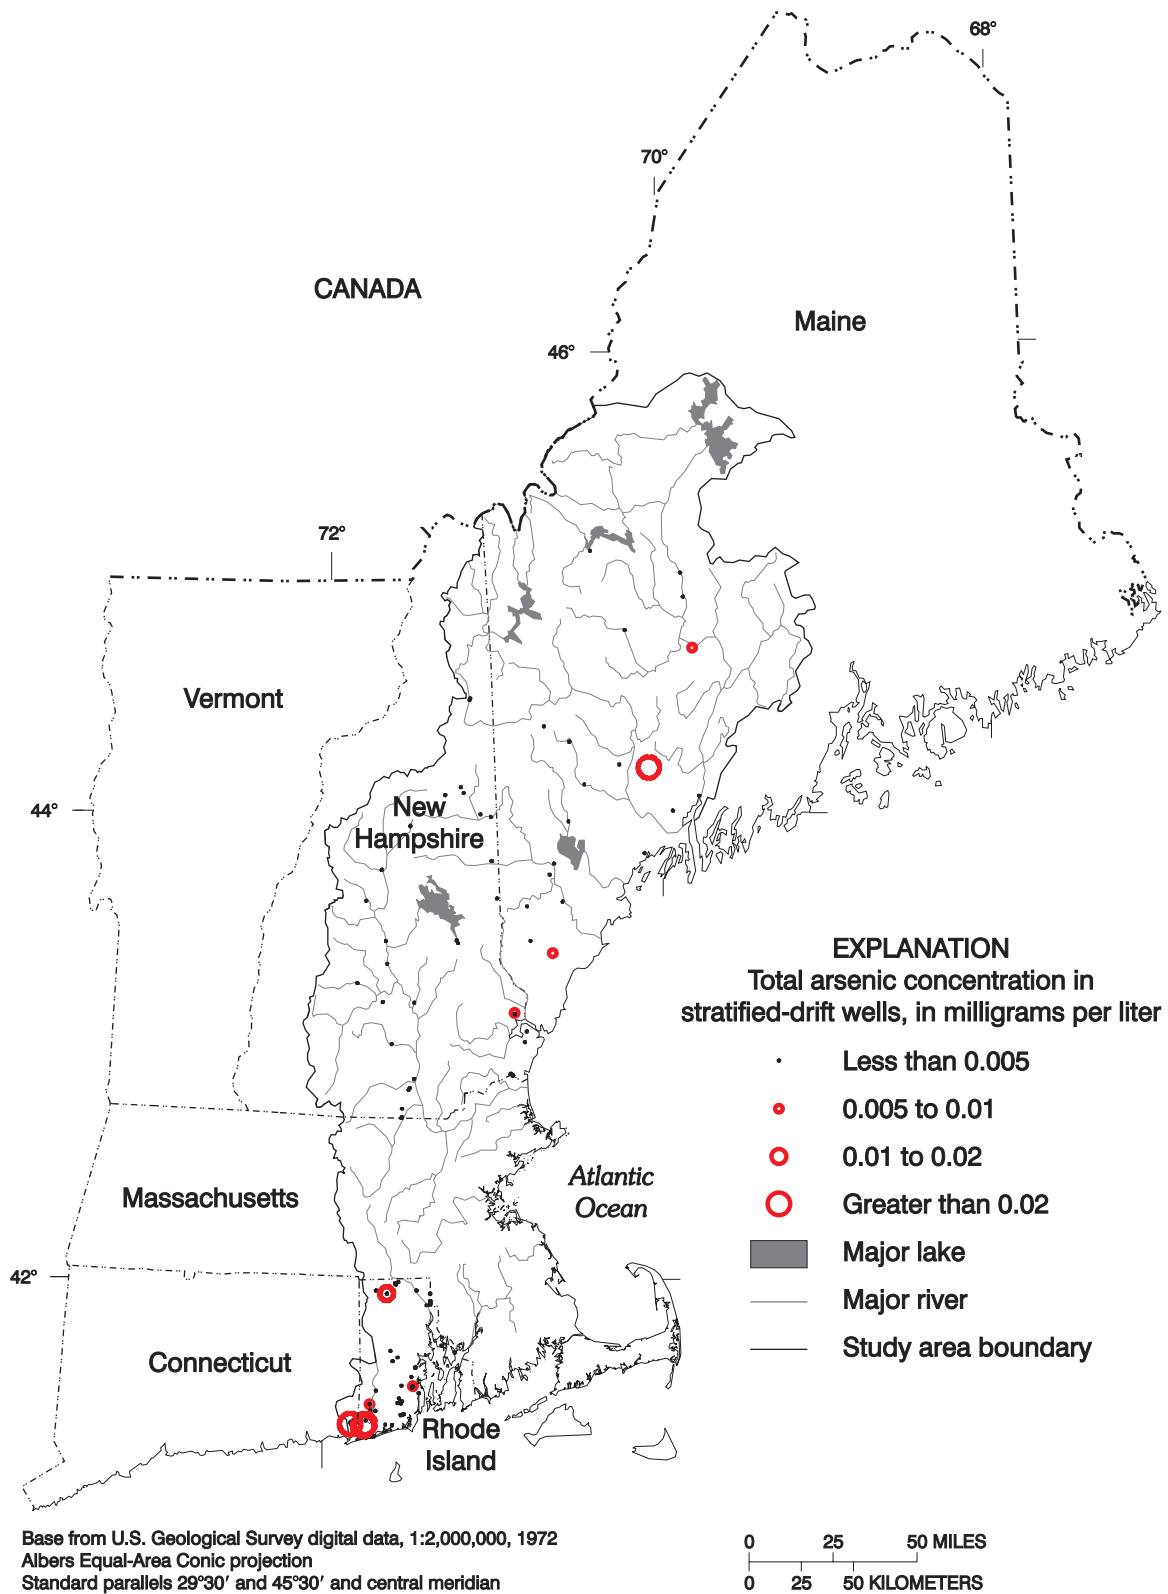 68°
70°
CANADA
Maine
46°
72°
Vermont
44°
New
Hampshire
EXPLANATION
Total arsenic concentration in
stratified-drift wells, in milligrams per liter
Less than 0.005
0.005 to 0.01
0.01 to 0.02
Greater than 0.02
Major lake
Major river
Study area boundary
Atlantic
Ocean
Massachusetts
42°
Connecticut
Rhode
Island
Base from U.S. Geological Survey digital data, 1:2,000,000, 1972
Albers Equal-Area Conic projection
Standard parallels 29°30′ and 45°30′ and central meridian
0 25 50 MILES
0 25 50 KILOMETERS